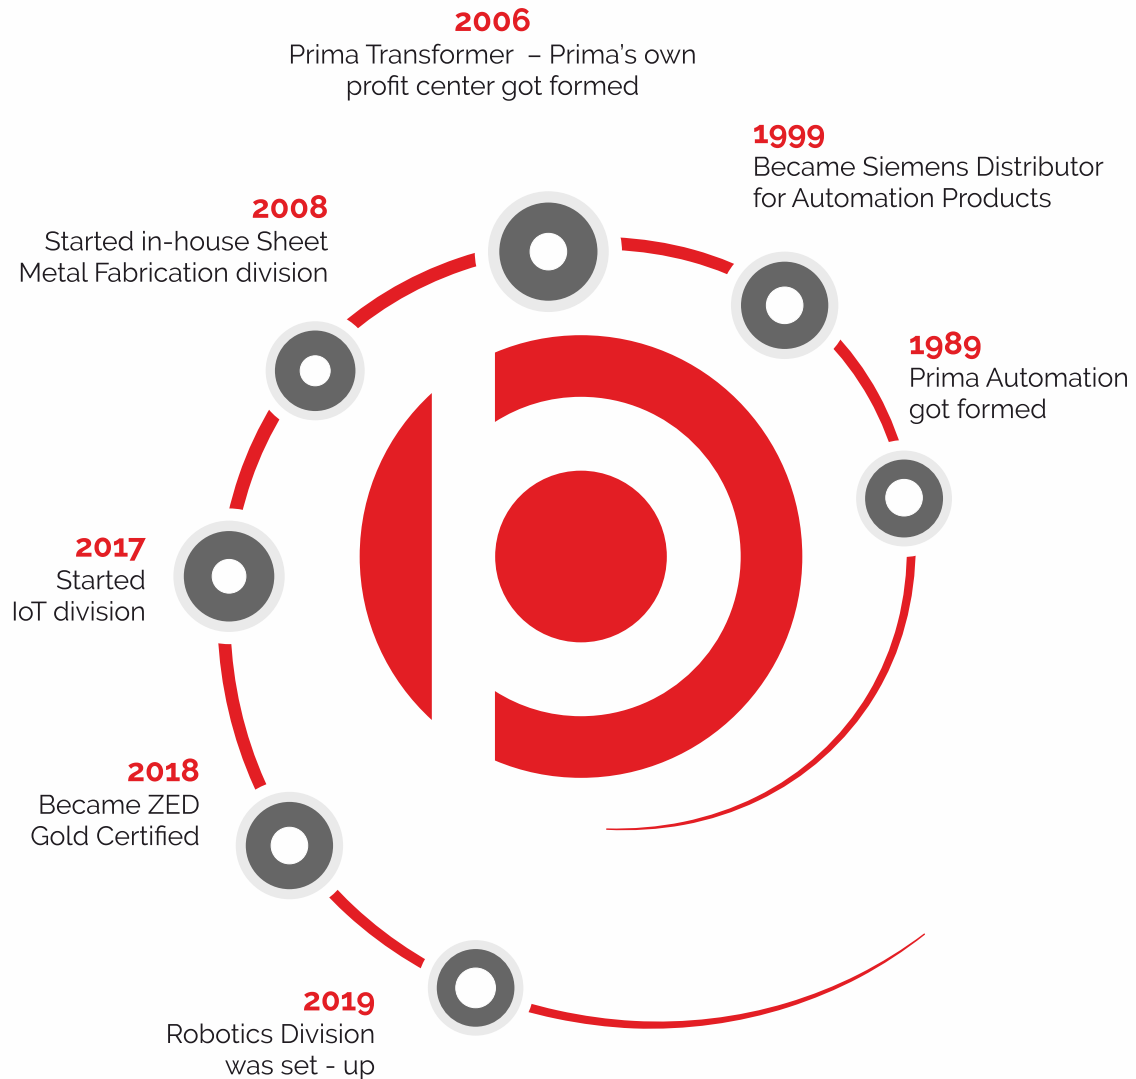 2006
Prima Transformer – Prima’s own
profit center got formed
1999
Became Siemens Distributor
for Automation Products
2008
Started in-house Sheet
Metal Fabrication division
1989
Prima Automation
got formed
2017
Started
IoT division
2018
Became ZED
Gold Certified
2019
Robotics Division
was set - up